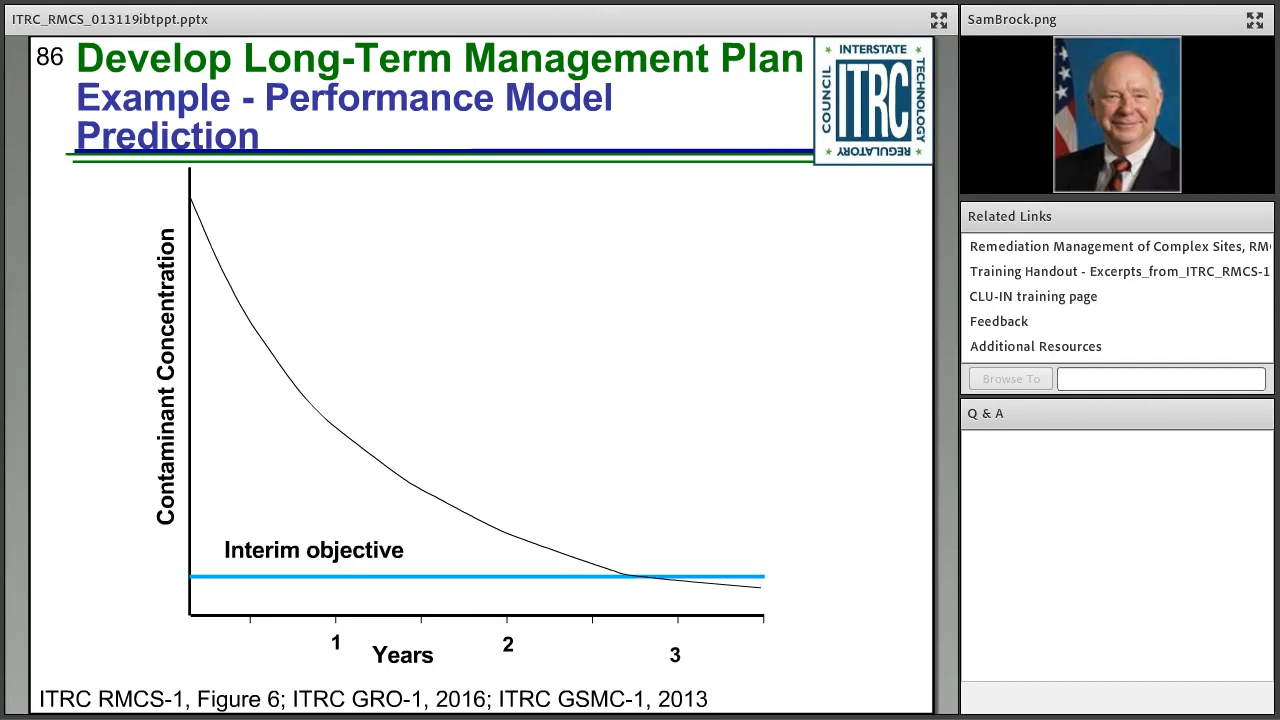 ITRC_RMCS_013119ibtppt.pptx
86
Develop Long-Term Management Plan
Example - Performance Model
Prediction
INTERSTATE
COUNCIL
ITRC
TECHNOLOGY
REGULATORY
Contaminant Concentration
Interim objective
1
2
3
Years
ITRC RMCS-1, Figure 6; ITRC GRO-1, 2016; ITRC GSMC-1, 2013
SamBrock.png
Related Links
Remediation Management of Complex Sites, RM
Training Handout - Excerpts_from_ITRC_RMCS-1
CLU-IN training page
Feedback
Additional Resources
Browse To
Q & A